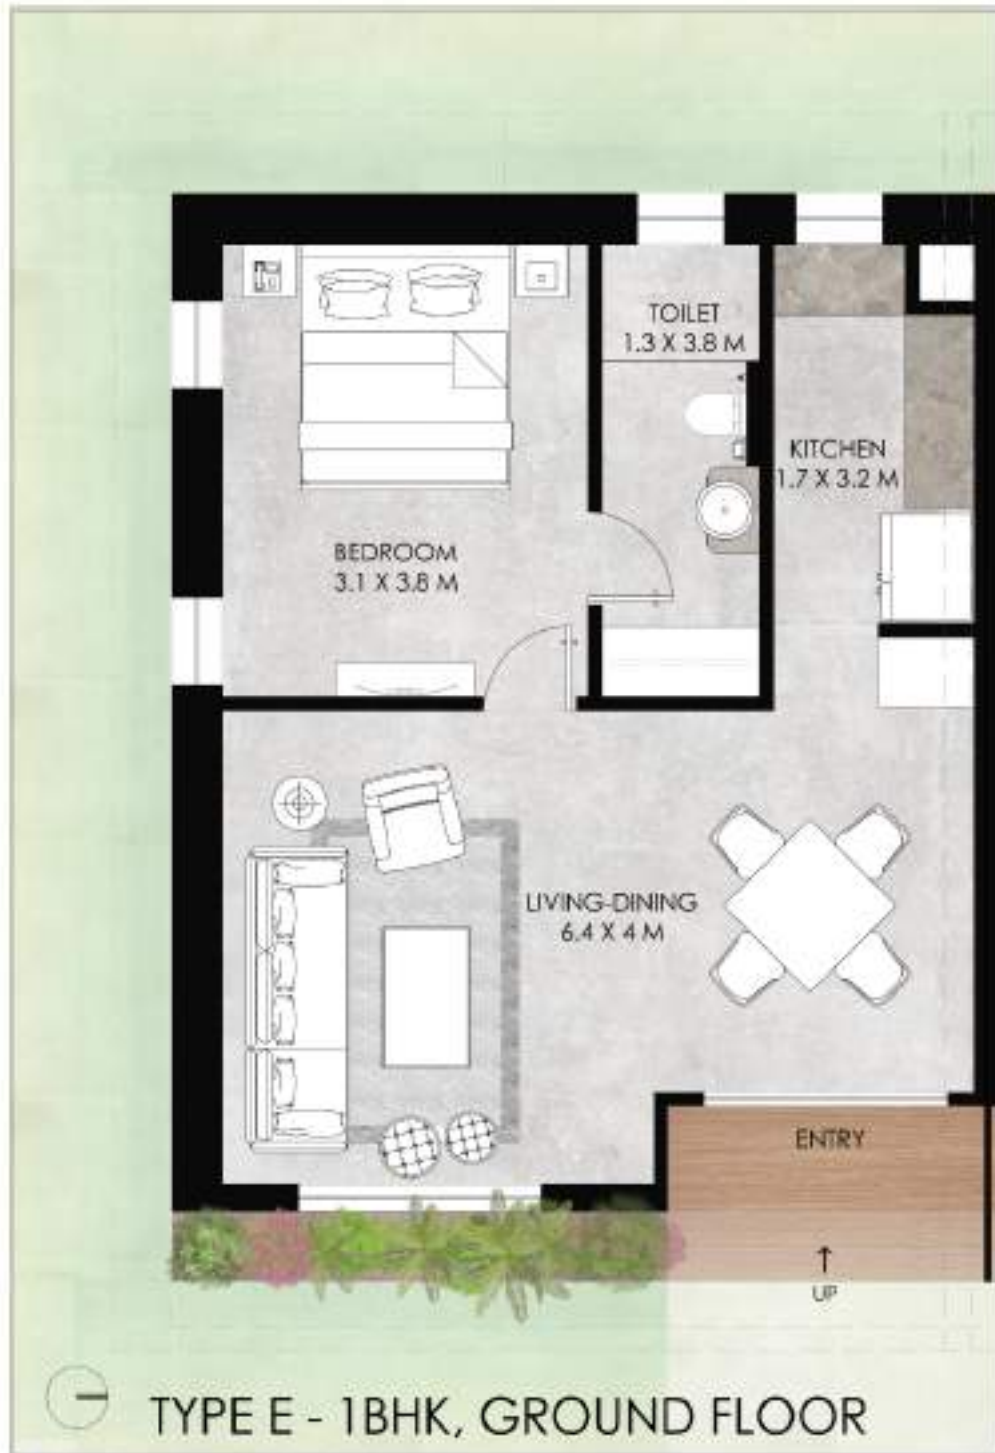 TOILET
1.3 X 3.8 M
KITCHEN
1.7 X 3.2 M
BEDROOM
3.1 X 3.8 M
LIVING-DINING
6.4 X 4 M
ENTRY
UP
TYPE E - 1BHK, GROUND FLOOR